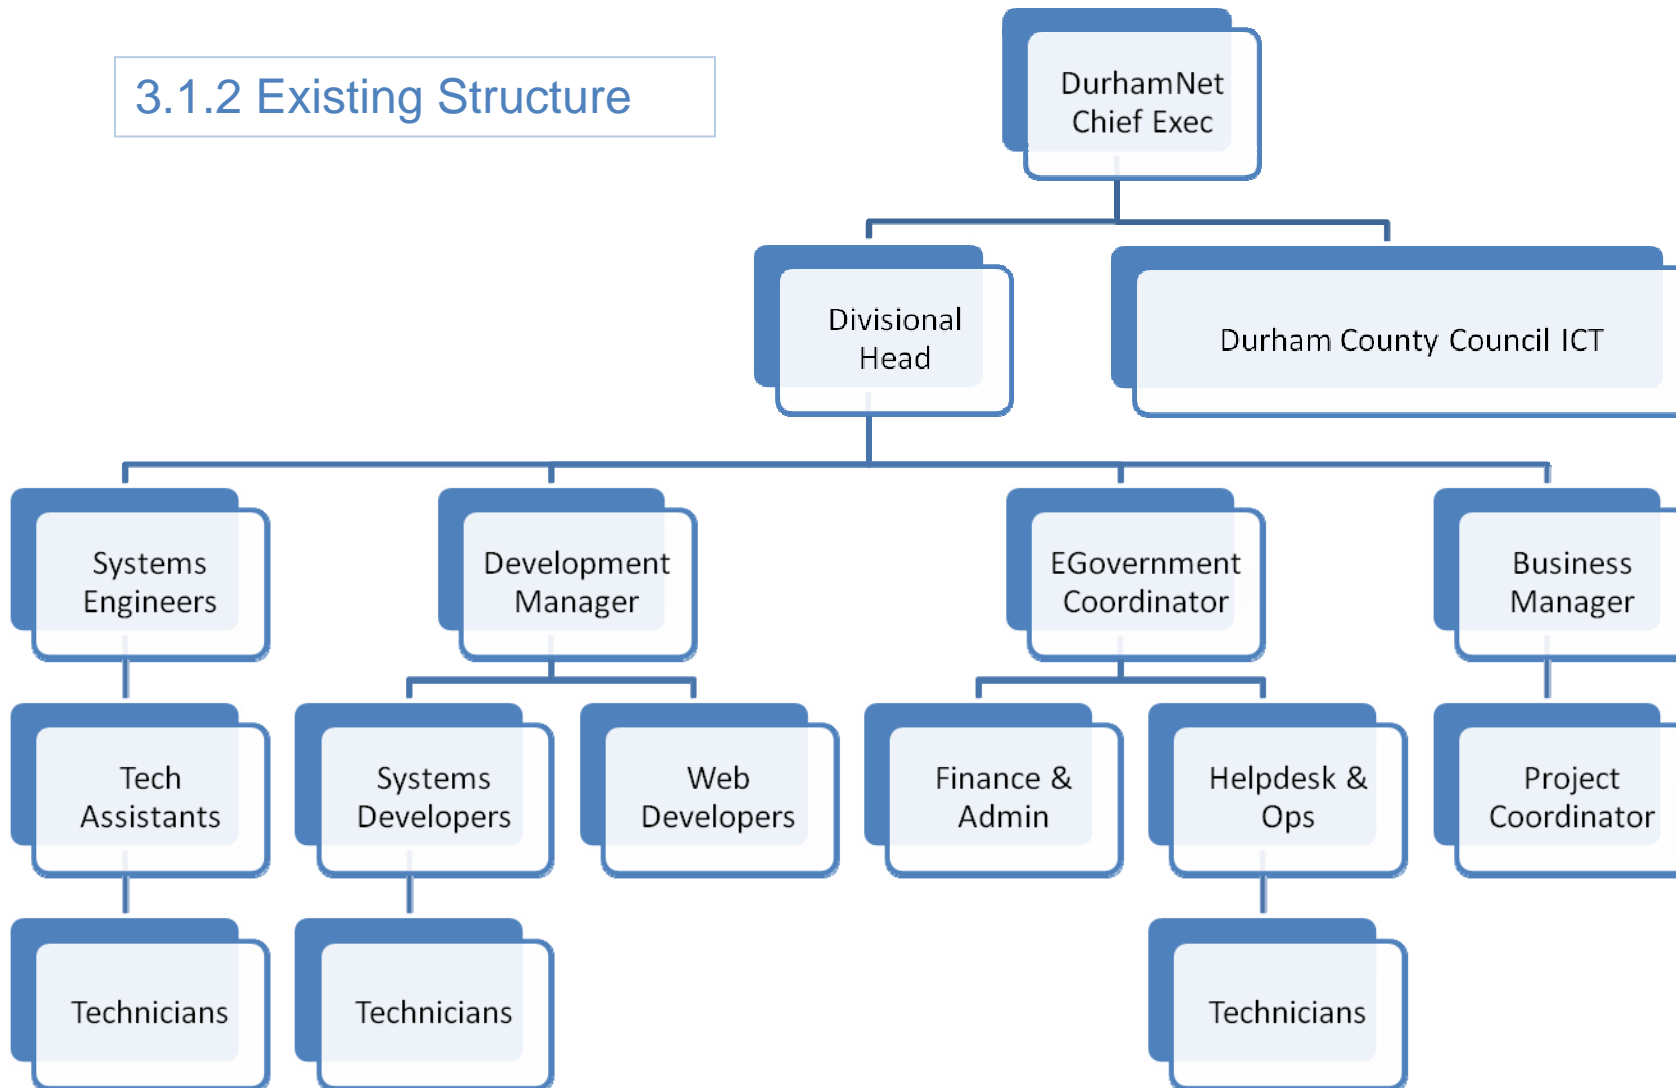 3.1.2 Existing Structure
DurhamNet
Chief Exec
Divisional
Head
Durham County Council ICT
Systems
Engineers
Development
Manager
EGovernment
Coordinator
Business
Manager
Tech
Assistants
Systems
Developers
Web
Developers
Finance &
Admin
Helpdesk &
Ops
Project
Coordinator
Technicians
Technicians
Technicians